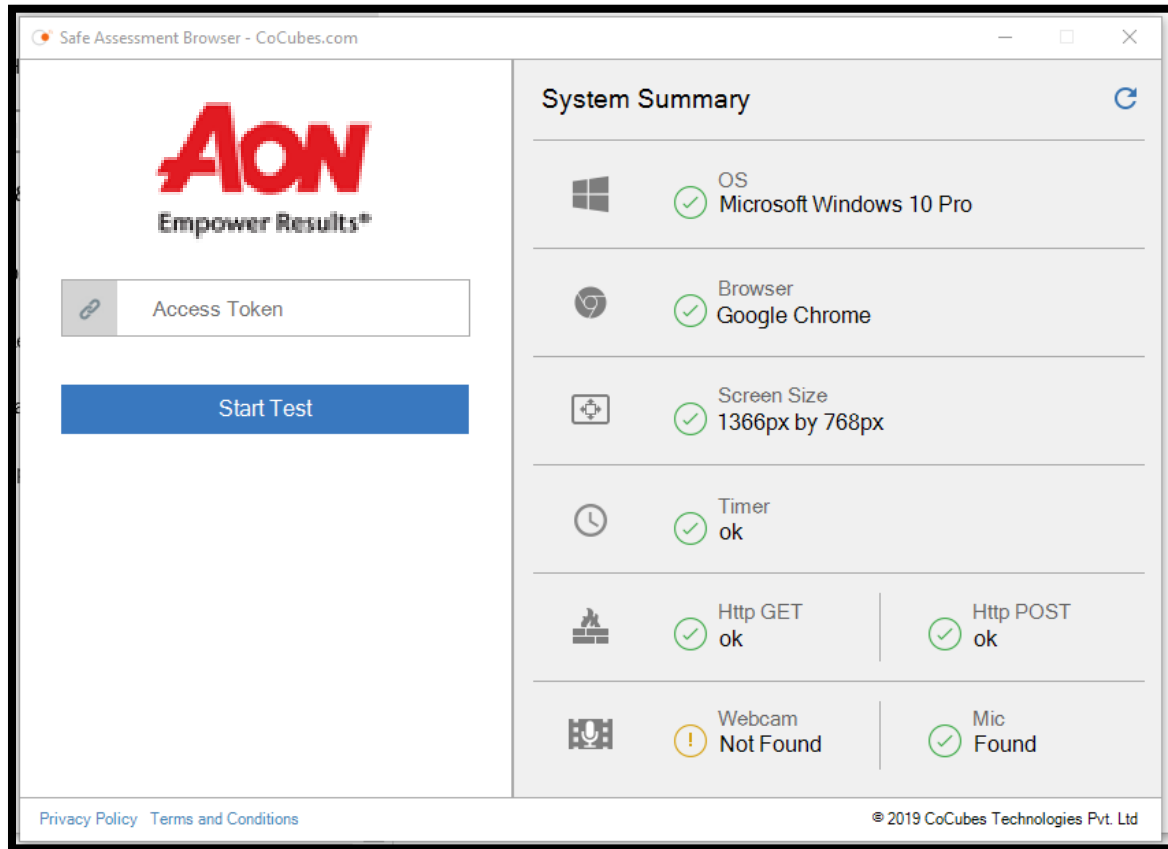 Safe Assessment Browser - CoCubes.com
AON
Empower Results®
Access Token
Start Test
System Summary
OS
Microsoft Windows 10 Pro
Browser
Google Chrome
Screen Size
1366px by 768px
Timer
ok
Http GET
ok
Http POST
ok
Webcam
Not Found
Mic
Found
Privacy Policy Terms and Conditions
© 2019 CoCubes Technologies Pvt. Ltd